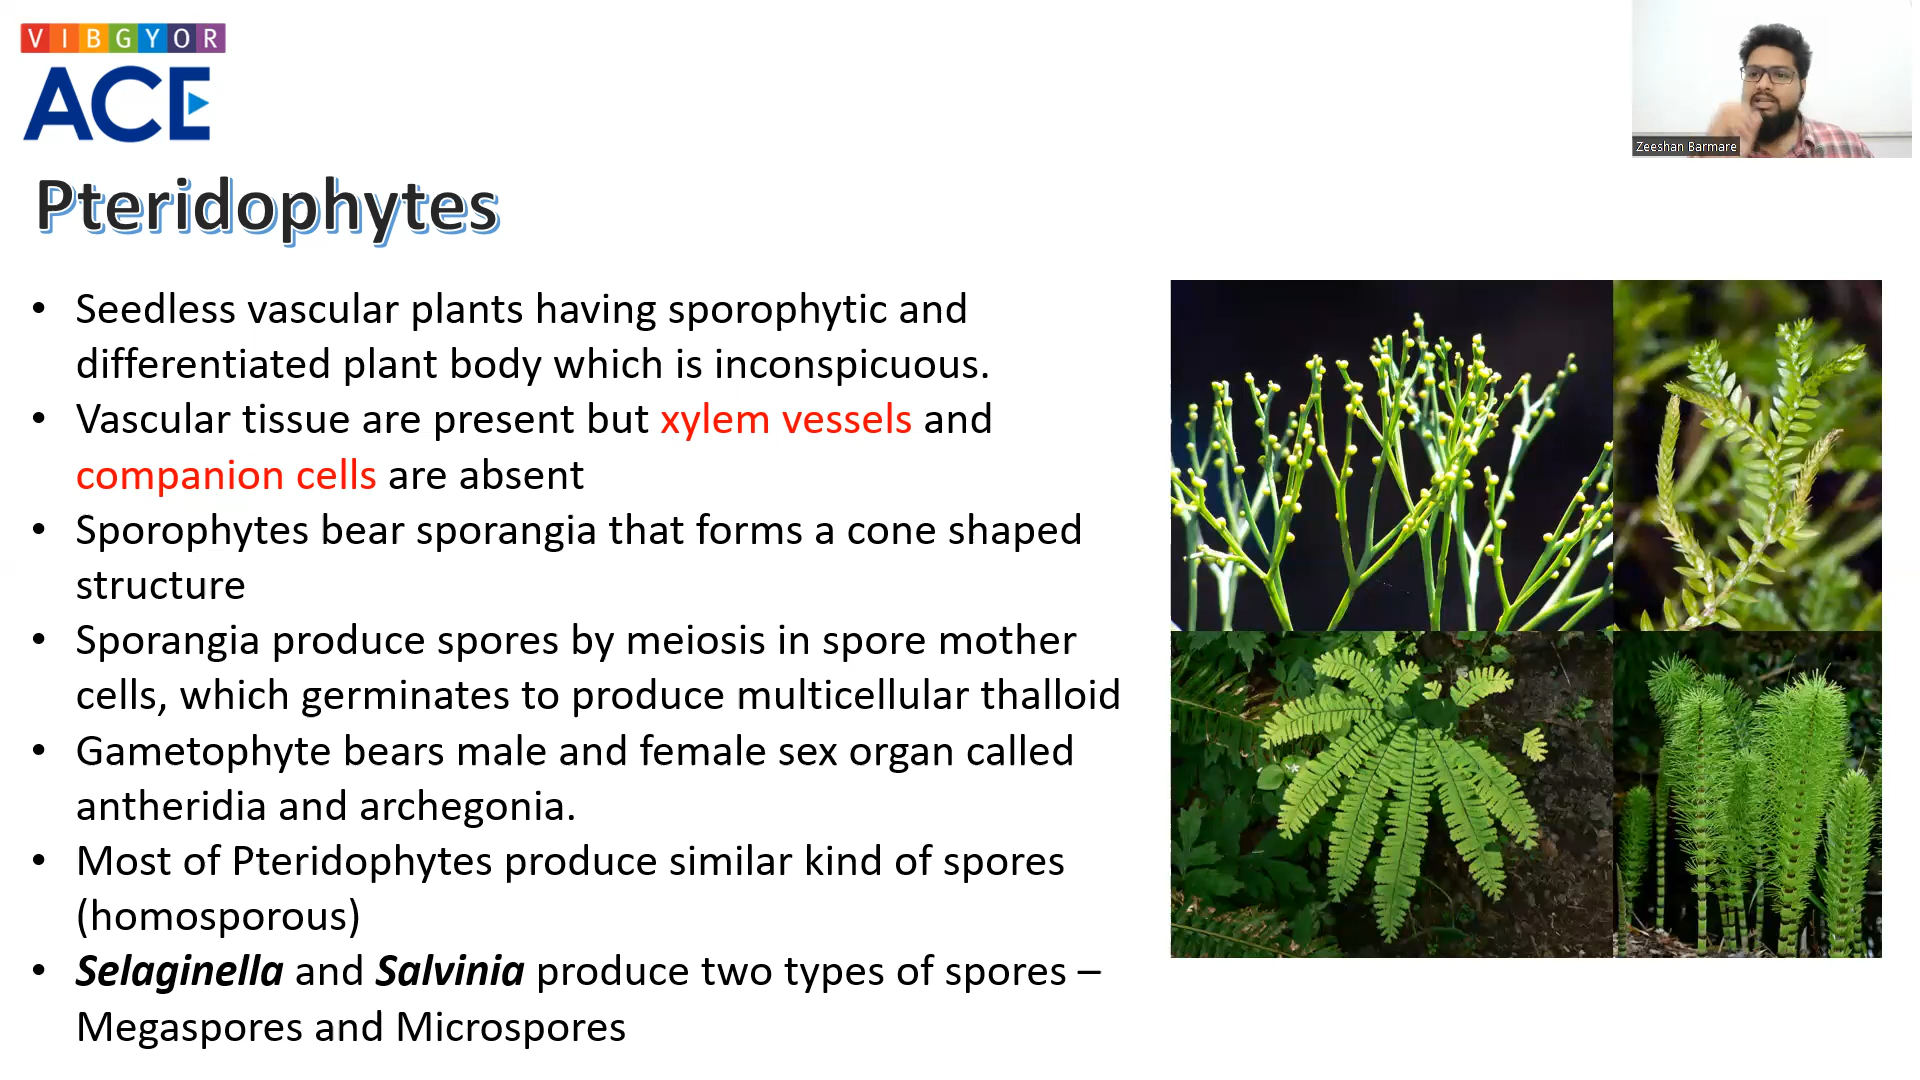 VIBGYOR
ACE
Zeeshan Barmare
Pteridophytes
• Seedless vascular plants having sporophytic and
differentiated plant body which is inconspicuous.
• Vascular tissue are present but xylem vessels and
companion cells are absent
• Sporophytes bear sporangia that forms a cone shaped
structure
• Sporangia produce spores by meiosis in spore mother
cells, which germinates to produce multicellular thalloid
• Gametophyte bears male and female sex organ called
antheridia and archegonia.
• Most of Pteridophytes produce similar kind of spores
(homosporous)
• Selaginella and Salvinia produce two types of spores –
Megaspores and Microspores